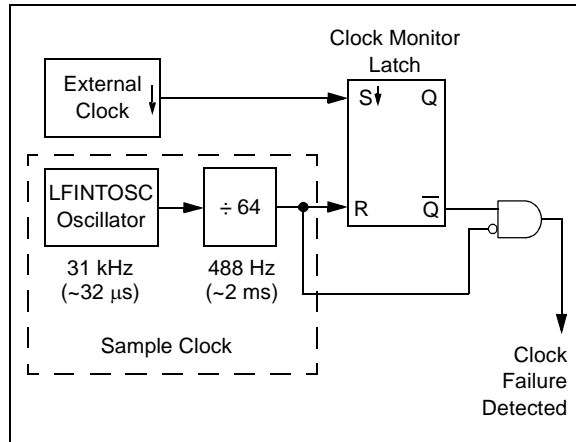 Clock Monitor
Latch
External
Clock
S
Q
LFINTOSC
Oscillator
÷ 64
R
Q̅
31 kHz
(~32 μs)
488 Hz
(~2 ms)
Sample Clock
Clock
Failure
Detected